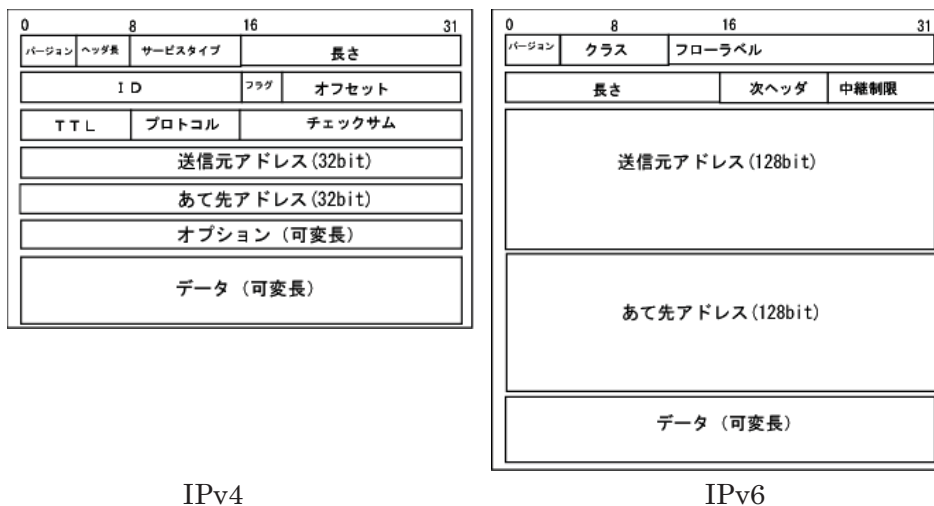 0 8 16 31
バージョン ヘッダ長 サービスタイプ 長さ
ID フラグ オフセット
TTL プロトコル チェックサム
送信元アドレス(32bit)
あて先アドレス(32bit)
オプション（可変長）
データ（可変長）
IPv4
0 8 16 31
バージョン クラス フローラベル
長さ 次ヘッダ 中継制限
送信元アドレス(128bit)
あて先アドレス(128bit)
データ（可変長）
IPv6